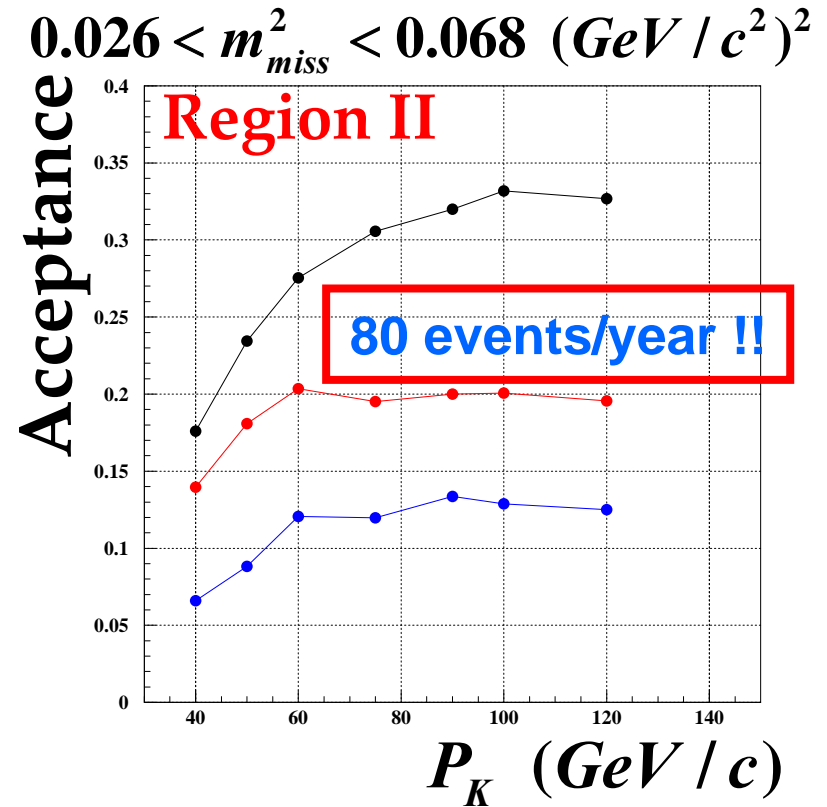 0.026 < m²miss < 0.068 (GeV / c²)²
Region II
Acceptance
0.4
0.35
0.3
0.25
0.2
0.15
0.1
0.05
0
80 events/year !!
40 60 80 100 120 140
PK (GeV / c)